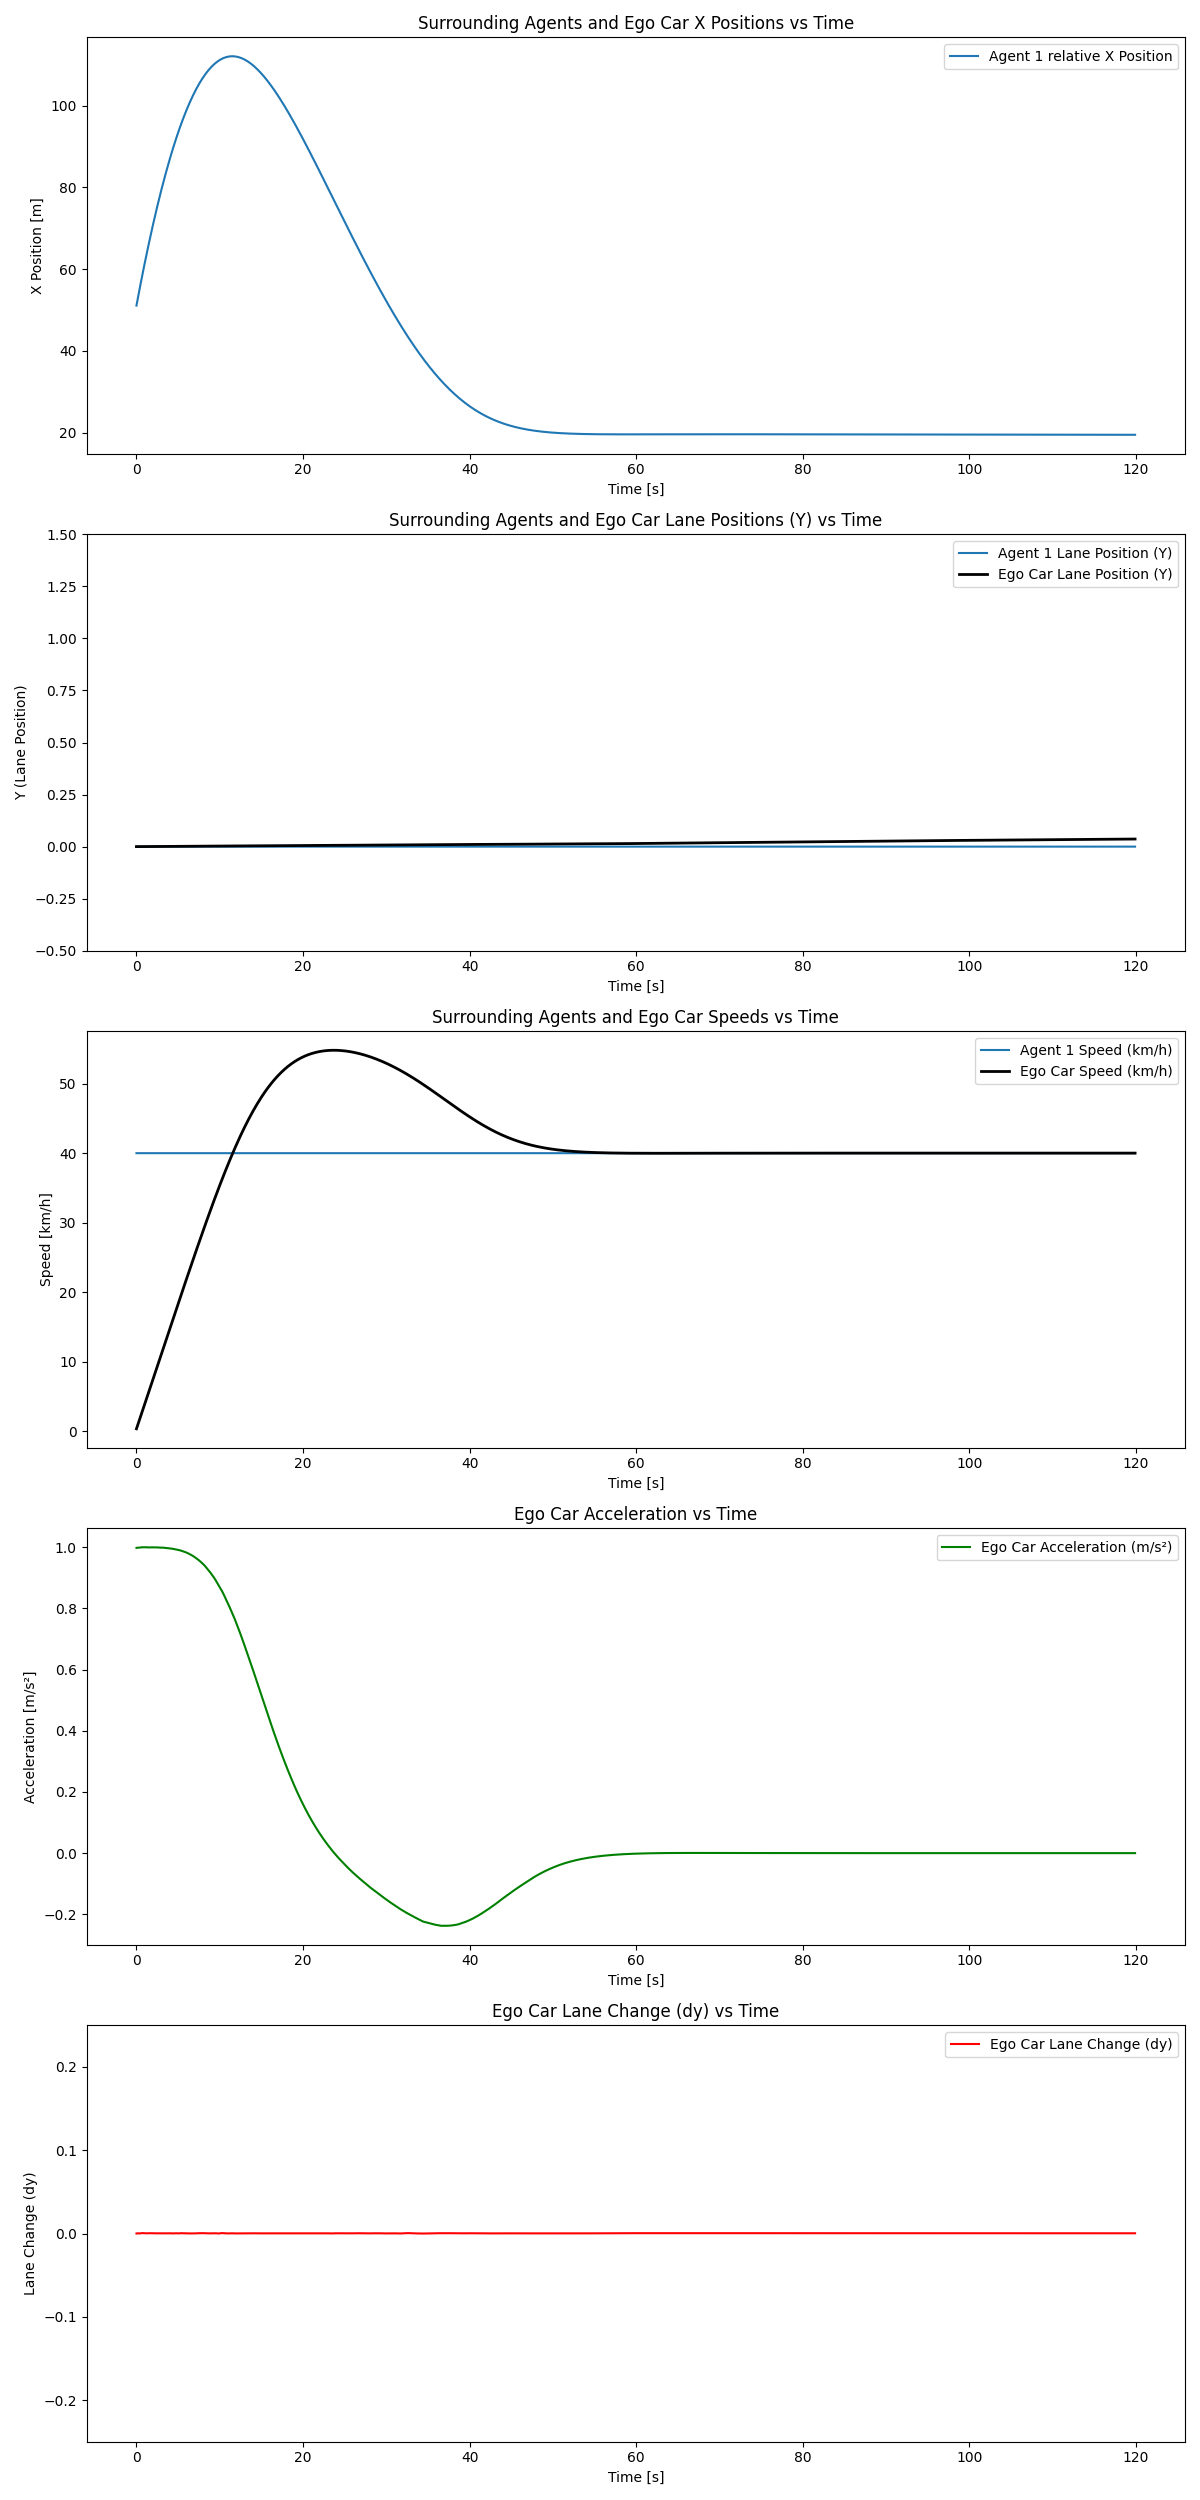 Surrounding Agents and Ego Car X Positions vs Time
Agent 1 relative X Position
X Position [m]
100
80
60
40
20
0 20 40 60 80 100 120
Time [s]
Surrounding Agents and Ego Car Lane Positions (Y) vs Time
Agent 1 Lane Position (Y)
Ego Car Lane Position (Y)
Y (Lane Position)
1.50
1.25
1.00
0.75
0.50
0.25
0.00
−0.25
−0.50
0 20 40 60 80 100 120
Time [s]
Surrounding Agents and Ego Car Speeds vs Time
Agent 1 Speed (km/h)
Ego Car Speed (km/h)
Speed [km/h]
50
40
30
20
10
0
0 20 40 60 80 100 120
Time [s]
Ego Car Acceleration vs Time
Ego Car Acceleration (m/s²)
Acceleration [m/s²]
1.0
0.8
0.6
0.4
0.2
0.0
−0.2
0 20 40 60 80 100 120
Time [s]
Ego Car Lane Change (dy) vs Time
Ego Car Lane Change (dy)
Lane Change (dy)
0.2
0.1
0.0
−0.1
−0.2
0 20 40 60 80 100 120
Time [s]